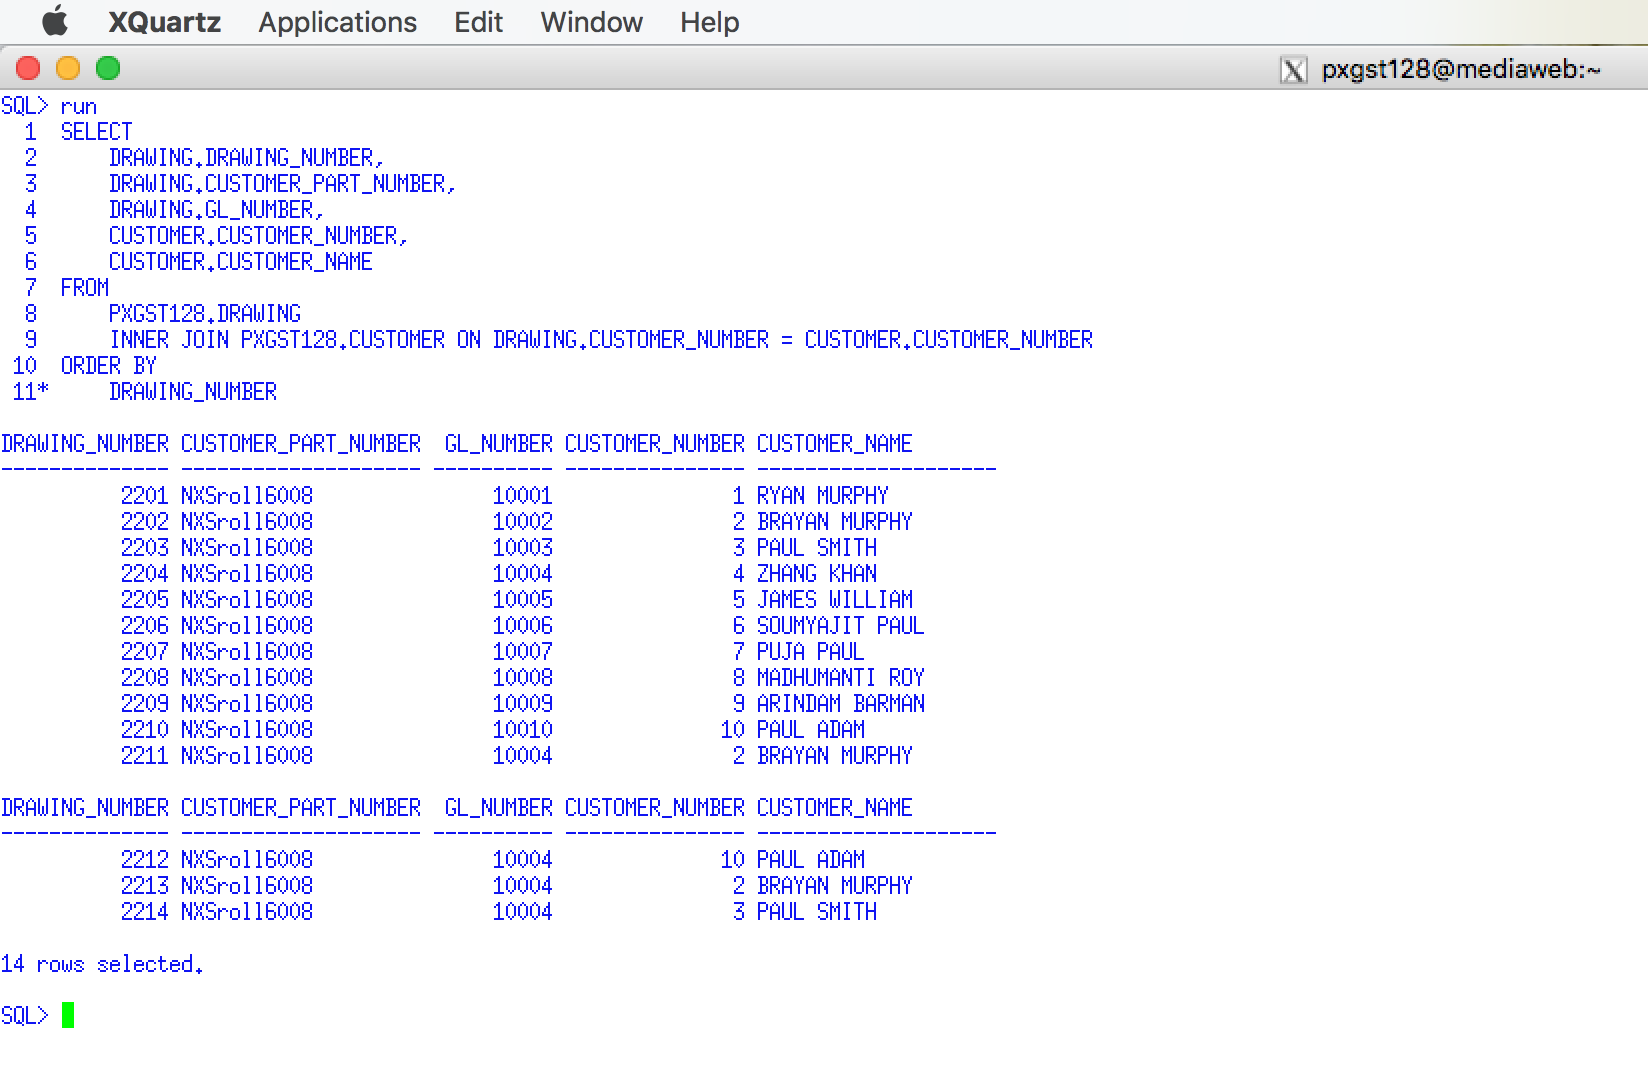 XQuartz Applications Edit Window Help
pxgst128@mediaweb:~
SQL> run
  1  SELECT
  2      DRAWING.DRAWING_NUMBER,
  3      DRAWING.CUSTOMER_PART_NUMBER,
  4      DRAWING.GL_NUMBER,
  5      CUSTOMER.CUSTOMER_NUMBER,
  6      CUSTOMER.CUSTOMER_NAME
  7  FROM
  8      PXGST128.DRAWING
  9      INNER JOIN PXGST128.CUSTOMER ON DRAWING.CUSTOMER_NUMBER = CUSTOMER.CUSTOMER_NUMBER
 10  ORDER BY
 11*     DRAWING_NUMBER
DRAWING_NUMBER CUSTOMER_PART_NUMBER  GL_NUMBER CUSTOMER_NUMBER CUSTOMER_NAME
-------------- -------------------- ---------- --------------- --------------------
          2201 NXSroll6008               10001               1 RYAN MURPHY
          2202 NXSroll6008               10002               2 BRAYAN MURPHY
          2203 NXSroll6008               10003               3 PAUL SMITH
          2204 NXSroll6008               10004               4 ZHANG KHAN
          2205 NXSroll6008               10005               5 JAMES WILLIAM
          2206 NXSroll6008               10006               6 SOUMYAJIT PAUL
          2207 NXSroll6008               10007               7 PUJA PAUL
          2208 NXSroll6008               10008               8 MADHUMANTI ROY
          2209 NXSroll6008               10009               9 ARINDAM BARMAN
          2210 NXSroll6008               10010              10 PAUL ADAM
          2211 NXSroll6008               10004               2 BRAYAN MURPHY
DRAWING_NUMBER CUSTOMER_PART_NUMBER  GL_NUMBER CUSTOMER_NUMBER CUSTOMER_NAME
-------------- -------------------- ---------- --------------- --------------------
          2212 NXSroll6008               10004              10 PAUL ADAM
          2213 NXSroll6008               10004               2 BRAYAN MURPHY
          2214 NXSroll6008               10004               3 PAUL SMITH
14 rows selected.
SQL>